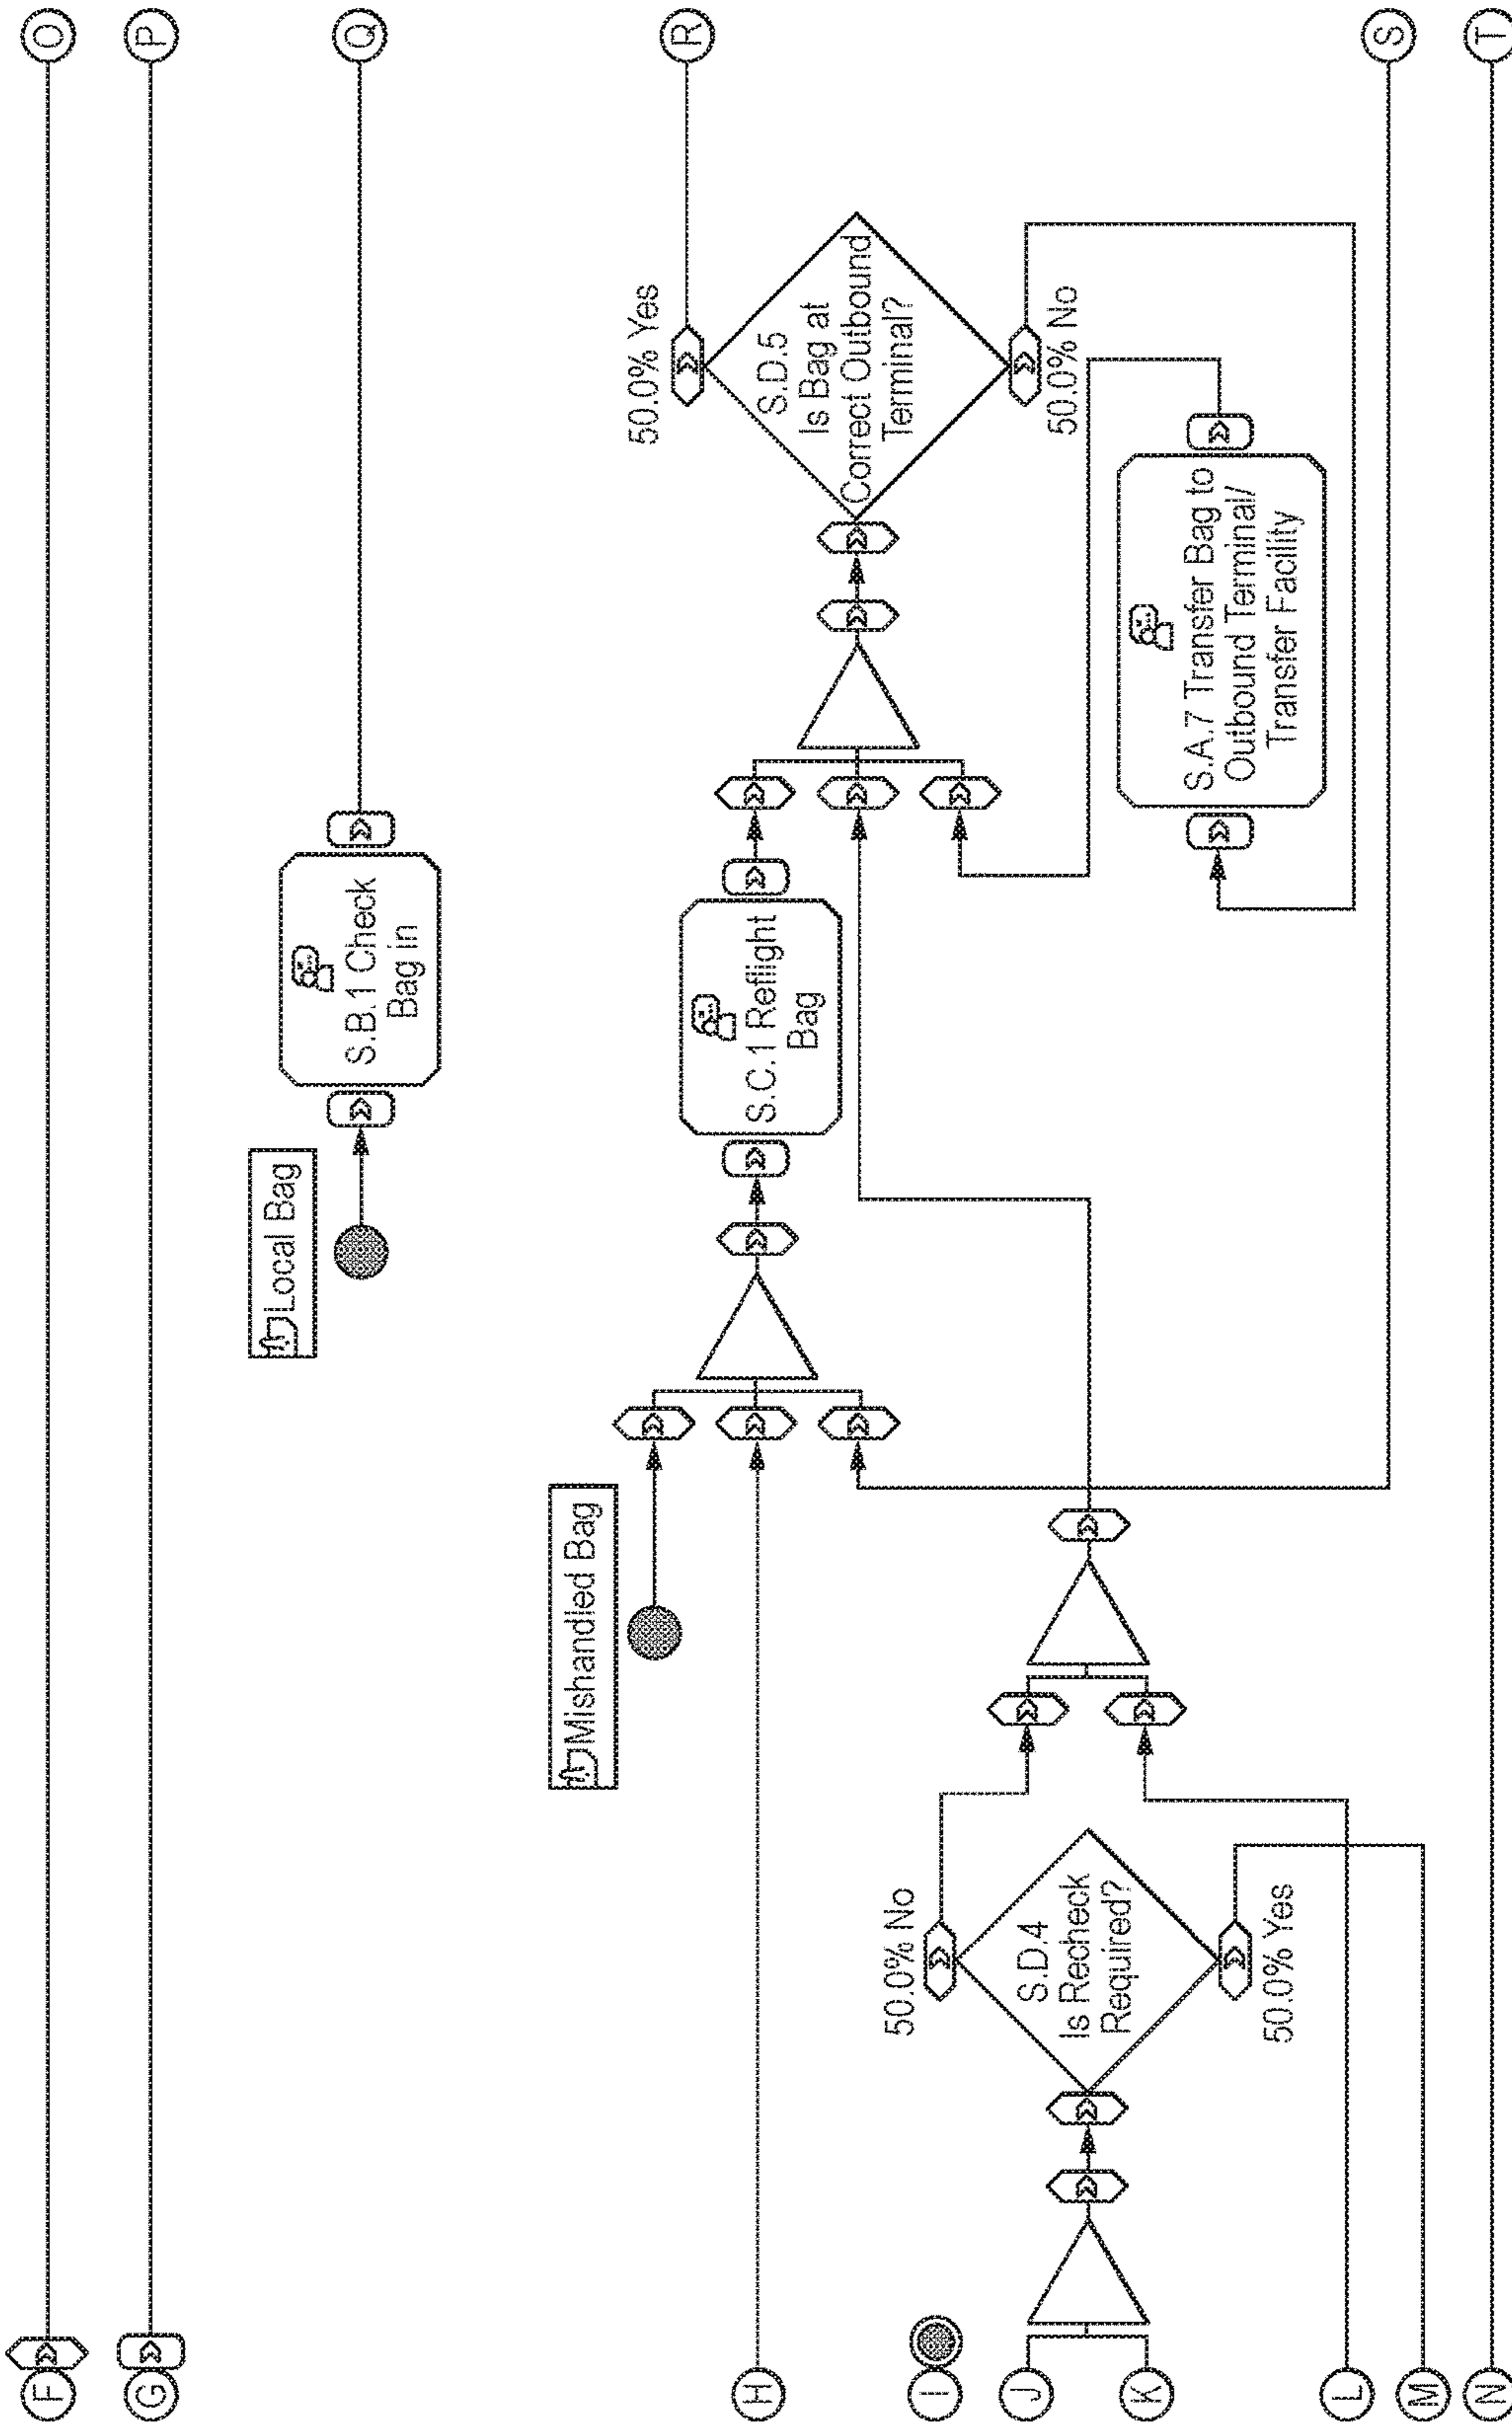 F
O
G
P
Local Bag
S.B.1 Check
Bag in
Q
Mishandled Bag
H
S.C.1 Reflight
Bag
50.0% Yes
R
S.D.5
Is Bag at
Correct Outbound
Terminal?
50.0% No
I
J
K
50.0% No
S.D.4
Is Recheck
Required?
50.0% Yes
S.A.7 Transfer Bag to
Outbound Terminal/
Transfer Facility
L
S
M
N
T